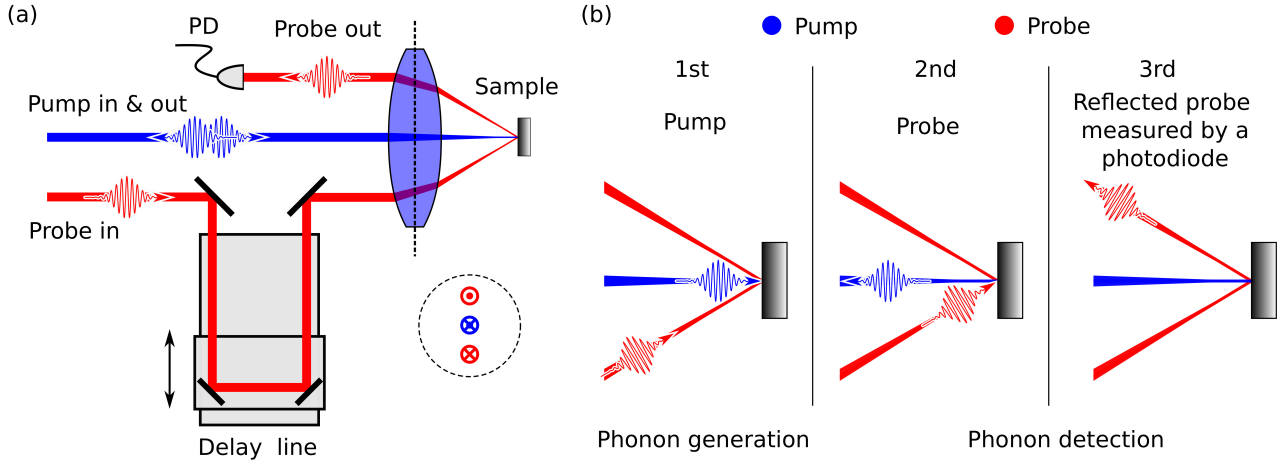 (a)
PD
Probe out
Sample
Pump in & out
Probe in
Delay line
(b)
Pump
Probe
1st
Pump
2nd
Probe
3rd
Reflected probe
measured by a
photodiode
Phonon generation
Phonon detection